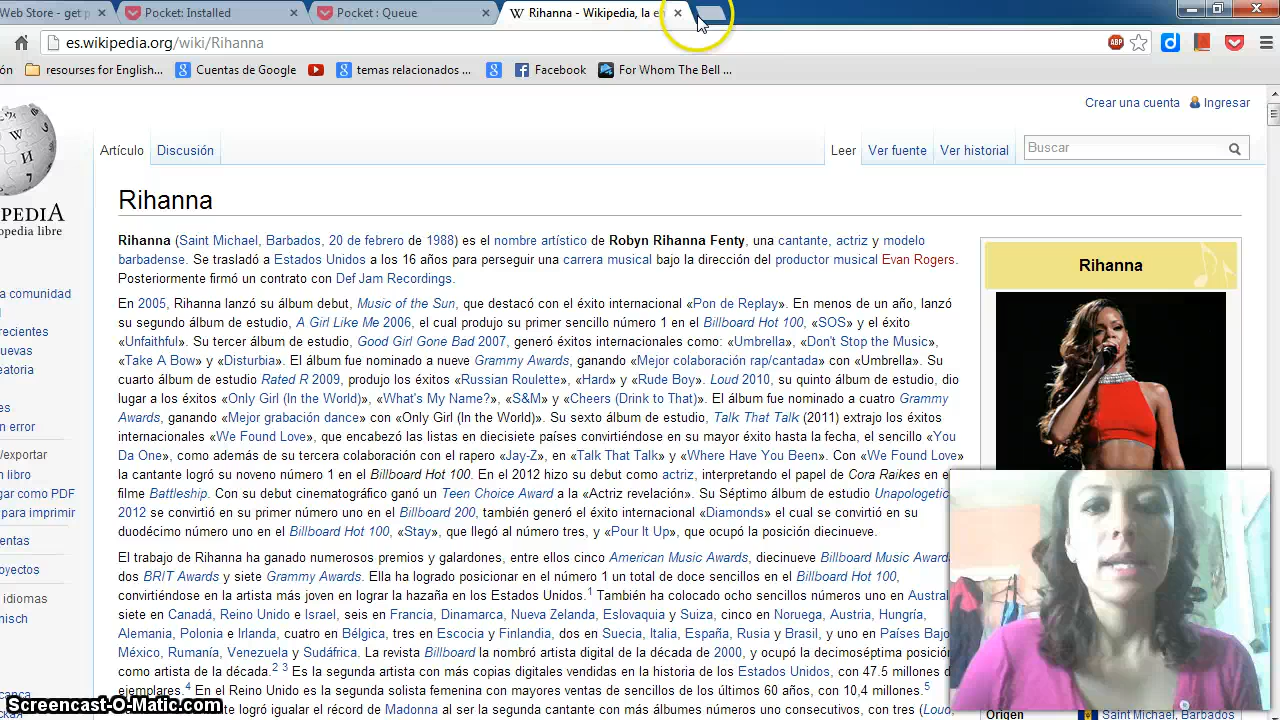 Web Store - getp
Pocket: Installed
Pocket : Queue
Rihanna - Wikipedia, la en
es.wikipedia.org/wiki/Rihanna
ABP
ón
resourses for English...
Cuentas de Google
temas relacionados ...
Facebook
For Whom The Bell ...
Crear una cuenta
Ingresar
Artículo
Discusión
Leer
Ver fuente
Ver historial
Buscar
PEDIA
opedia libre
Rihanna
Rihanna (Saint Michael, Barbados, 20 de febrero de 1988) es el nombre artístico de Robyn Rihanna Fenty, una cantante, actriz y modelo
barbadense. Se trasladó a Estados Unidos a los 16 años para perseguir una carrera musical bajo la dirección del productor musical Evan Rogers.
Posteriormente firmó un contrato con Def Jam Recordings.
En 2005, Rihanna lanzó su álbum debut, Music of the Sun, que destacó con el éxito internacional «Pon de Replay». En menos de un año, lanzó
su segundo álbum de estudio, A Girl Like Me 2006 el cual produjo su primer sencillo número 1 en el Billboard Hot 100, «SOS» y el éxito
«Unfaithful». Su tercer álbum de estudio, Good Girl Gone Bad 2007, generó éxitos internacionales como: «Umbrella», «Don't Stop the Music»,
«Take A Bow» y «Disturbia». El álbum fue nominado a nueve Grammy Awards, ganando «Mejor colaboración rap/cantada» con «Umbrella». Su
cuarto álbum de estudio Rated R 2009, produjo los éxitos «Russian Roulette», «Hard» y «Rude Boy». Loud 2010, su quinto álbum de estudio, dio
lugar a los éxitos «Only Girl (In the World)», «What's My Name?», «S&M» y «Cheers (Drink to That)». El álbum fue nominado a cuatro Grammy
Awards, ganando «Mejor grabación dance» con «Only Girl (In the World)». Su sexto álbum de estudio, Talk That Talk (2011) extrajo los éxitos
internacionales «We Found Love», que encabezó las listas en diecisiete países convirtiéndose en su mayor éxito hasta la fecha, el sencillo «You
Da One», como además de su tercera colaboración con el rapero «Jay-Z», en «Talk That Talk» y «Where Have You Been». Con «We Found Love»
la cantante logró su noveno número 1 en el Billboard Hot 100. En el 2012 hizo su debut como actriz, interpretando el papel de Cora Raikes en e
filme Battleship. Con su debut cinematográfico ganó un Teen Choice Award a la «Actriz revelación». Su Séptimo álbum de estudio Unapologetic
2012 se convirtió en su primer número uno en el Billboard 200, también generó el éxito internacional «Diamonds» el cual se convirtió en su
duodécimo número uno en el Billboard Hot 100, «Stay», que llegó al número tres, y «Pour It Up», que ocupó la posición diecinueve.
El trabajo de Rihanna ha ganado numerosos premios y galardones, entre ellos cinco American Music Awards, diecinueve Billboard Music Award
dos BRIT Awards y siete Grammy Awards. Ella ha logrado posicionar en el número 1 un total de doce sencillos en el Billboard Hot 100,
convirtiéndose en la artista más joven en lograr la hazaña en los Estados Unidos.1 También ha colocado ocho sencillos números uno en Austral
siete en Canadá, Reino Unido e Israel, seis en Francia, Dinamarca, Nueva Zelanda, Eslovaquia y Suiza, cinco en Noruega, Austria, Hungría,
Alemania, Polonia e Irlanda, cuatro en Bélgica, tres en Escocia y Finlandia, dos en Suecia, Italia, España, Rusia y Brasil, y uno en Países Bajo
México, Rumanía, Venezuela y Sudáfrica. La revista Billboard la nombró artista digital de la década de 2000, y ocupó la decimoséptima posición
como artista de la década.2 3 Es la segunda artista con más copias digitales vendidas en la historia de los Estados Unidos, con 47.5 millones d
ejemplares.4 En el Reino Unido es la segunda solista femenina con mayores ventas de sencillos de los últimos 60 años, con 10,4 millones.5
nte logró igualar el récord de Madonna al ser la segunda cantante con más álbumes número uno consecutivos, con tres (Loud,
Rihanna
Origen
Saint Michael, Barbados
a comunidad
recientes
uevas
eatoria
es
n error
/exportar
n libro
gar como PDF
para imprimir
entas
oyectos
idiomas
nisch
Screencast-O-Matic.com